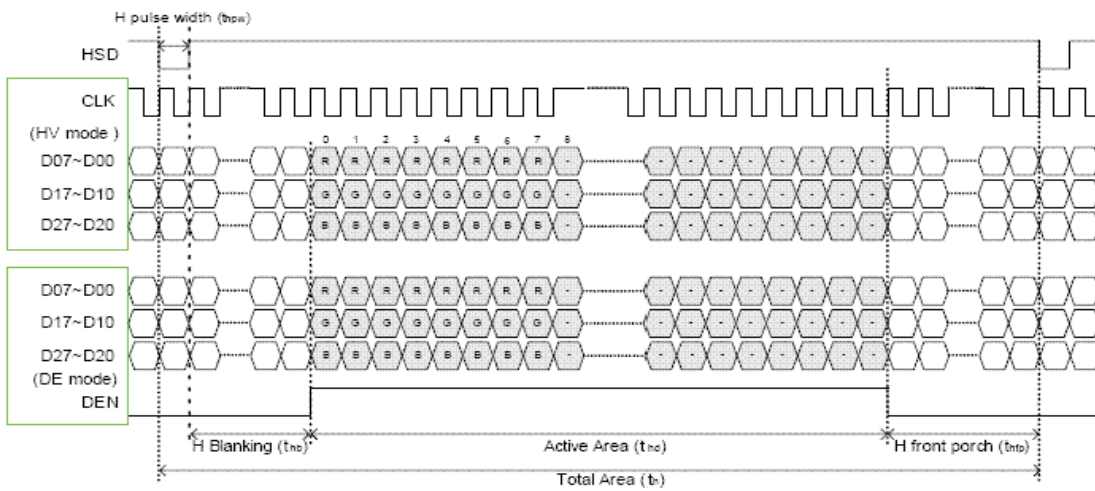 H pulse width (thpw)
HSD
CLK
(HV mode )
0 1 2 3 4 5 6 7 8
D07~D00 R R R R R R R R - - - - - - - - -
D17~D10 G G G G G G G G - - - - - - - - -
D27~D20 B B B B B B B B - - - - - - - - -
D07~D00 R R R R R R R R - - - - - - - - -
D17~D10 G G G G G G G G - - - - - - - - -
D27~D20 B B B B B B B B - - - - - - - - -
(DE mode)
DEN
H Blanking (thb) Active Area (thd) H front porch (thfp)
Total Area (th)